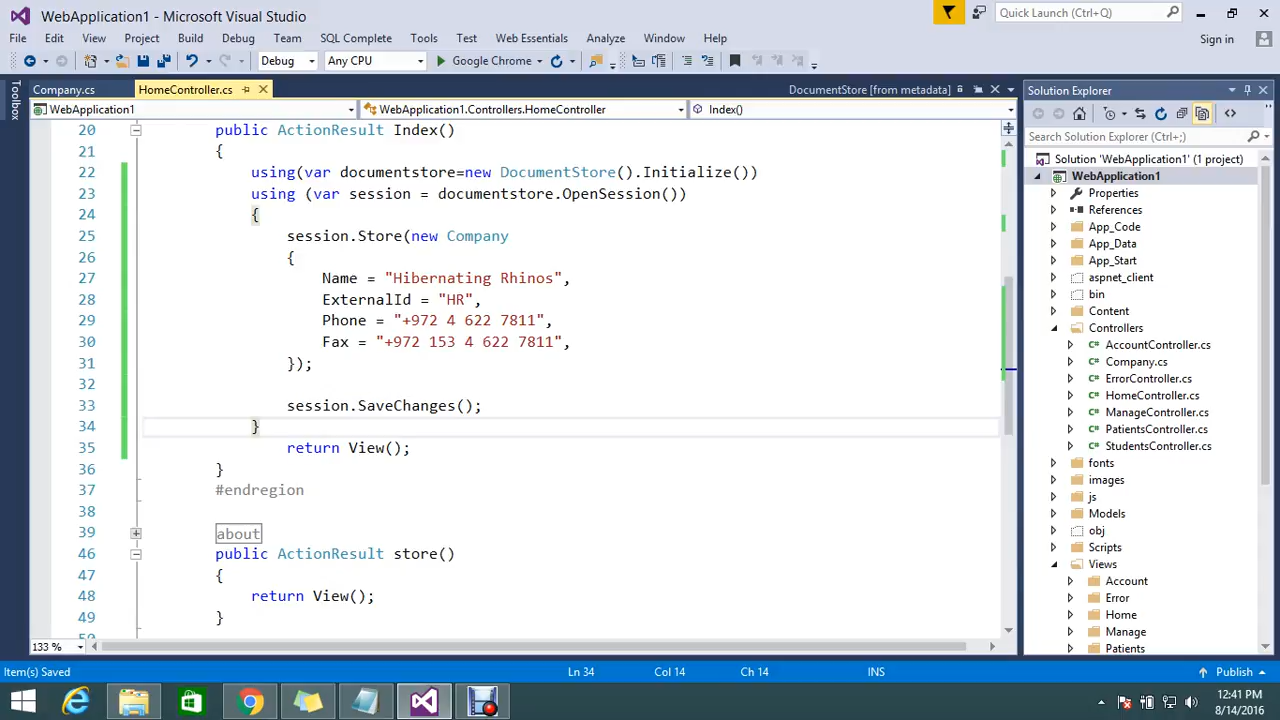 WebApplication1 - Microsoft Visual Studio
Quick Launch (Ctrl+Q)
File Edit View Project Build Debug Team SQL Complete Tools Test Web Essentials Analyze Window Help
Sign in
Debug Any CPU Google Chrome
Toolbox
Company.cs HomeController.cs DocumentStore [from metadata]
WebApplication1 WebApplication1.Controllers.HomeController Index()
20 public ActionResult Index()
21 {
22 using(var documentstore=new DocumentStore().Initialize())
23 using (var session = documentstore.OpenSession())
24 {
25 session.Store(new Company
26 {
27 Name = "Hibernating Rhinos",
28 ExternalId = "HR",
29 Phone = "+972 4 622 7811",
30 Fax = "+972 153 4 622 7811",
31 });
32
33 session.SaveChanges();
34 }
35 return View();
36 }
37 #endregion
38
39 about
46 public ActionResult store()
47 {
48 return View();
49 }
50
133 %
Solution Explorer
Search Solution Explorer (Ctrl+;)
Solution 'WebApplication1' (1 project)
WebApplication1
Properties
References
App_Code
App_Data
App_Start
aspnet_client
bin
Content
Controllers
C# AccountController.cs
C# Company.cs
C# ErrorController.cs
C# HomeController.cs
C# ManageController.cs
C# PatientsController.cs
C# StudentsController.cs
fonts
images
js
Models
obj
Scripts
Views
Account
Error
Home
Manage
Patients
Item(s) Saved Ln 34 Col 14 Ch 14 INS Publish
12:41 PM
8/14/2016